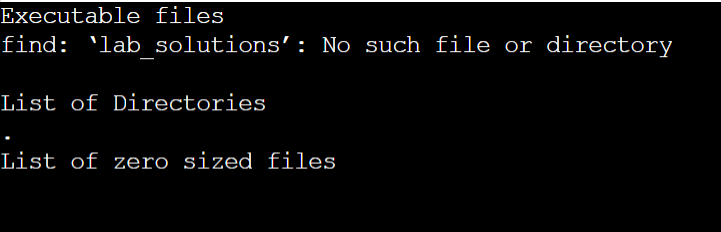 Executable files
find: ‘lab_solutions’: No such file or directory
List of Directories
.
List of zero sized files